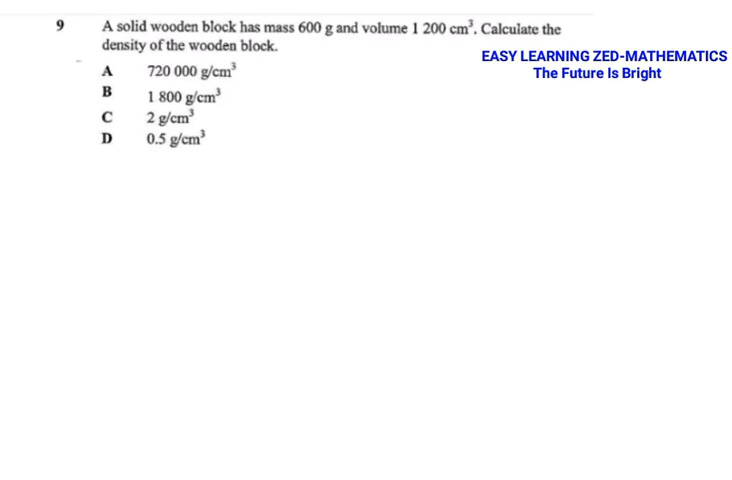 9 A solid wooden block has mass 600 g and volume 1 200 cm³. Calculate the
density of the wooden block.
EASY LEARNING ZED-MATHEMATICS
The Future Is Bright
A 720 000 g/cm³
B 1 800 g/cm³
C 2 g/cm³
D 0.5 g/cm³